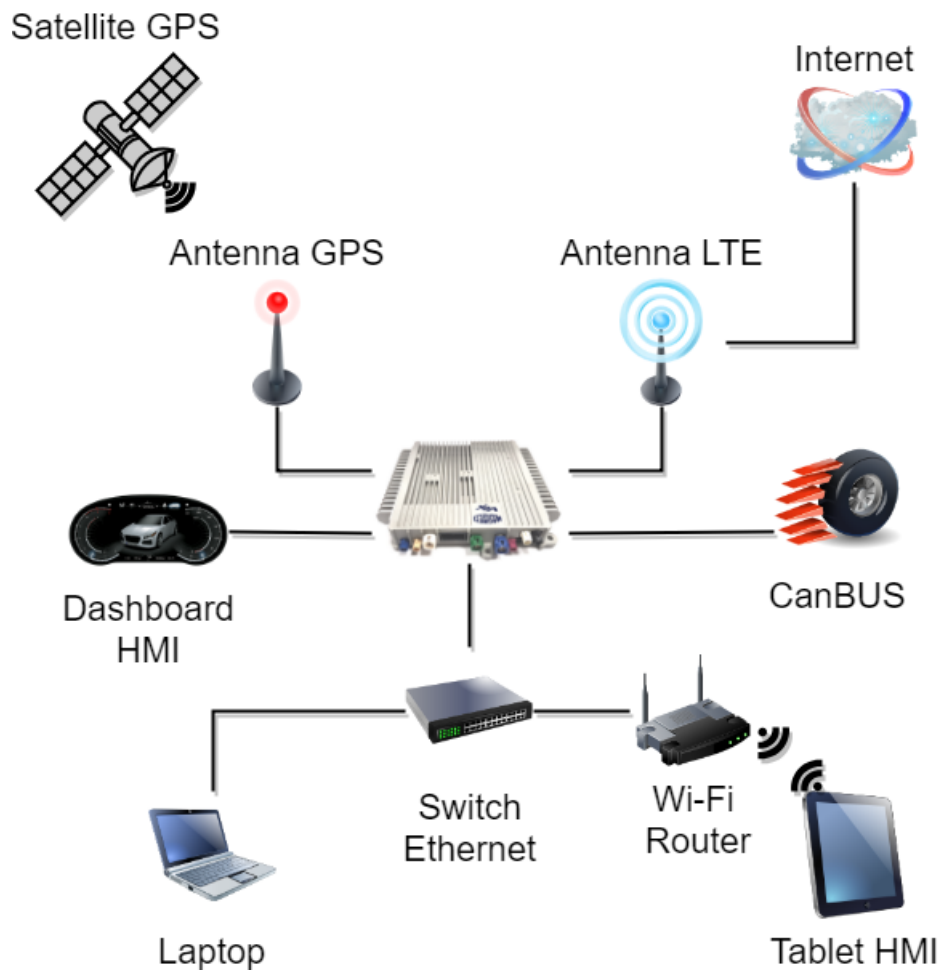 Satellite GPS
Internet
Antenna GPS
Antenna LTE
Dashboard
HMI
CanBUS
Switch
Ethernet
Wi-Fi
Router
Laptop
Tablet HMI